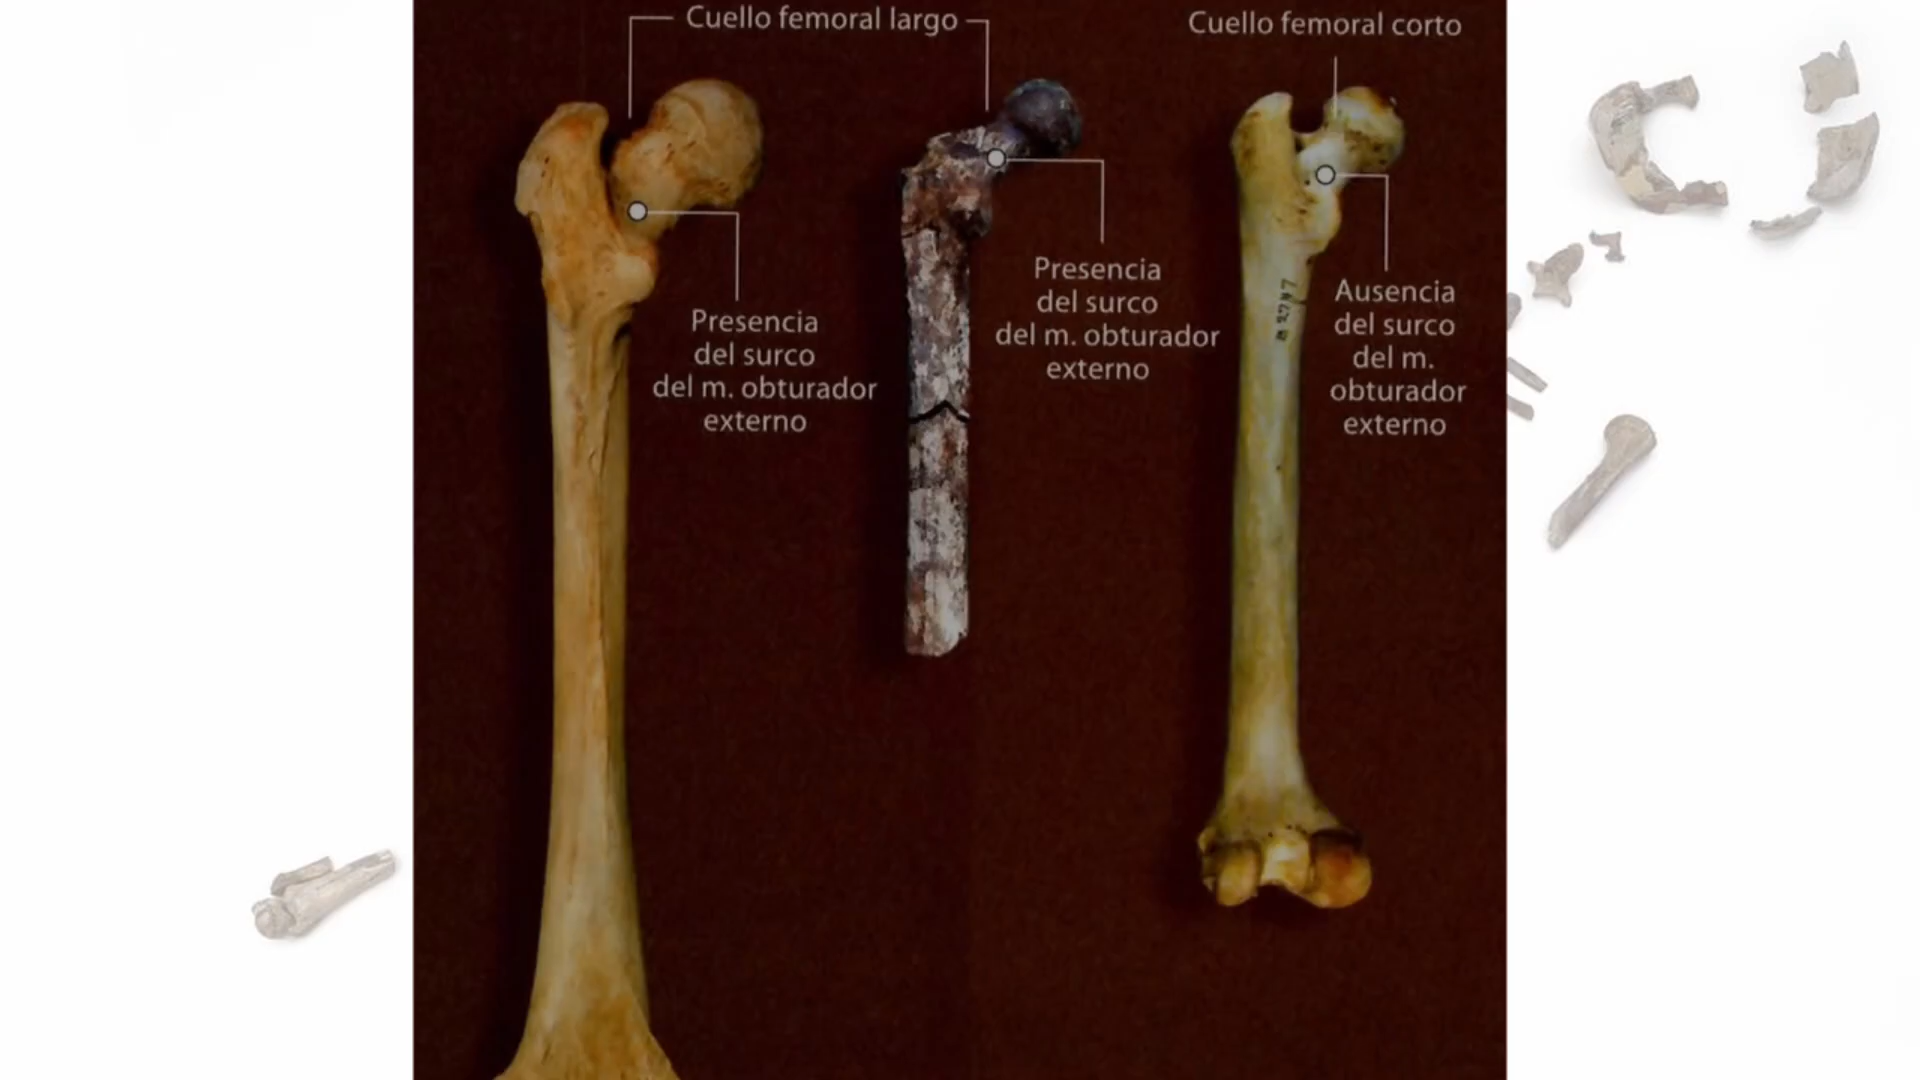 Cuello femoral largo
Cuello femoral corto
Presencia
del surco
del m. obturador
externo
Presencia
del surco
del m. obturador
externo
Ausencia
del surco
del m.
obturador
externo